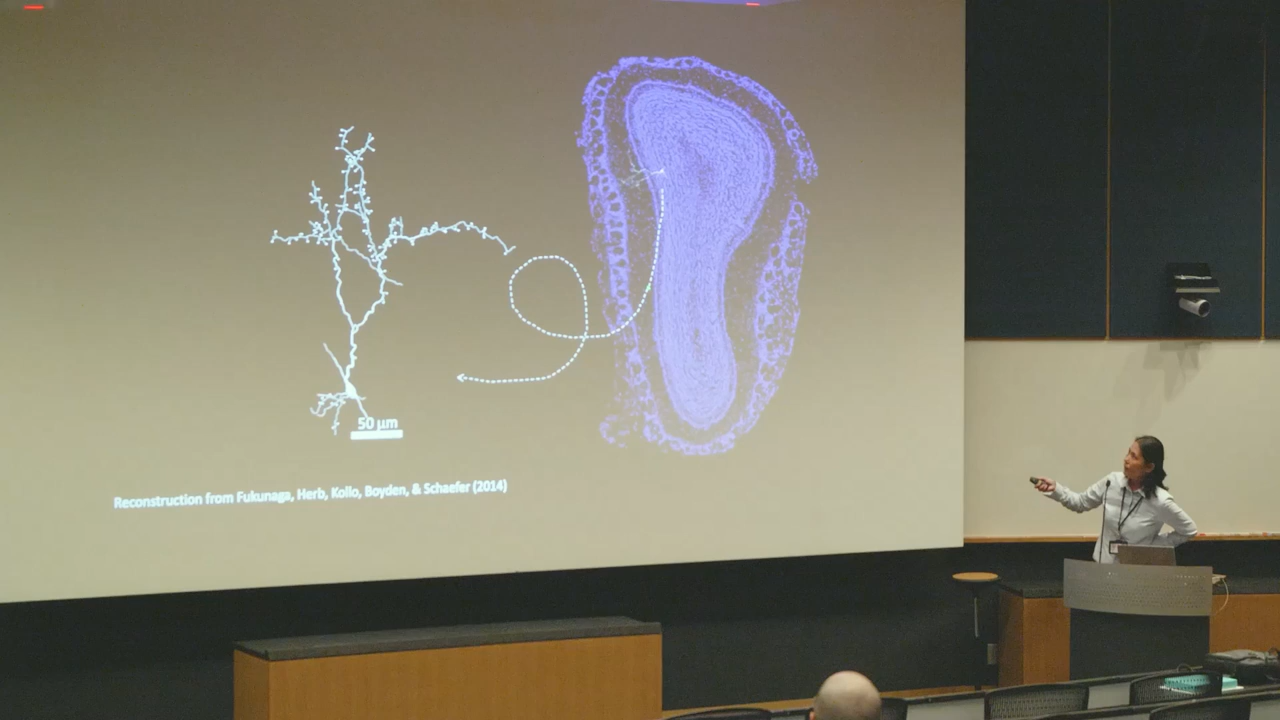 50 µm
Reconstruction from Fukunaga, Herb, Kollo, Boyden, & Schaefer (2014)